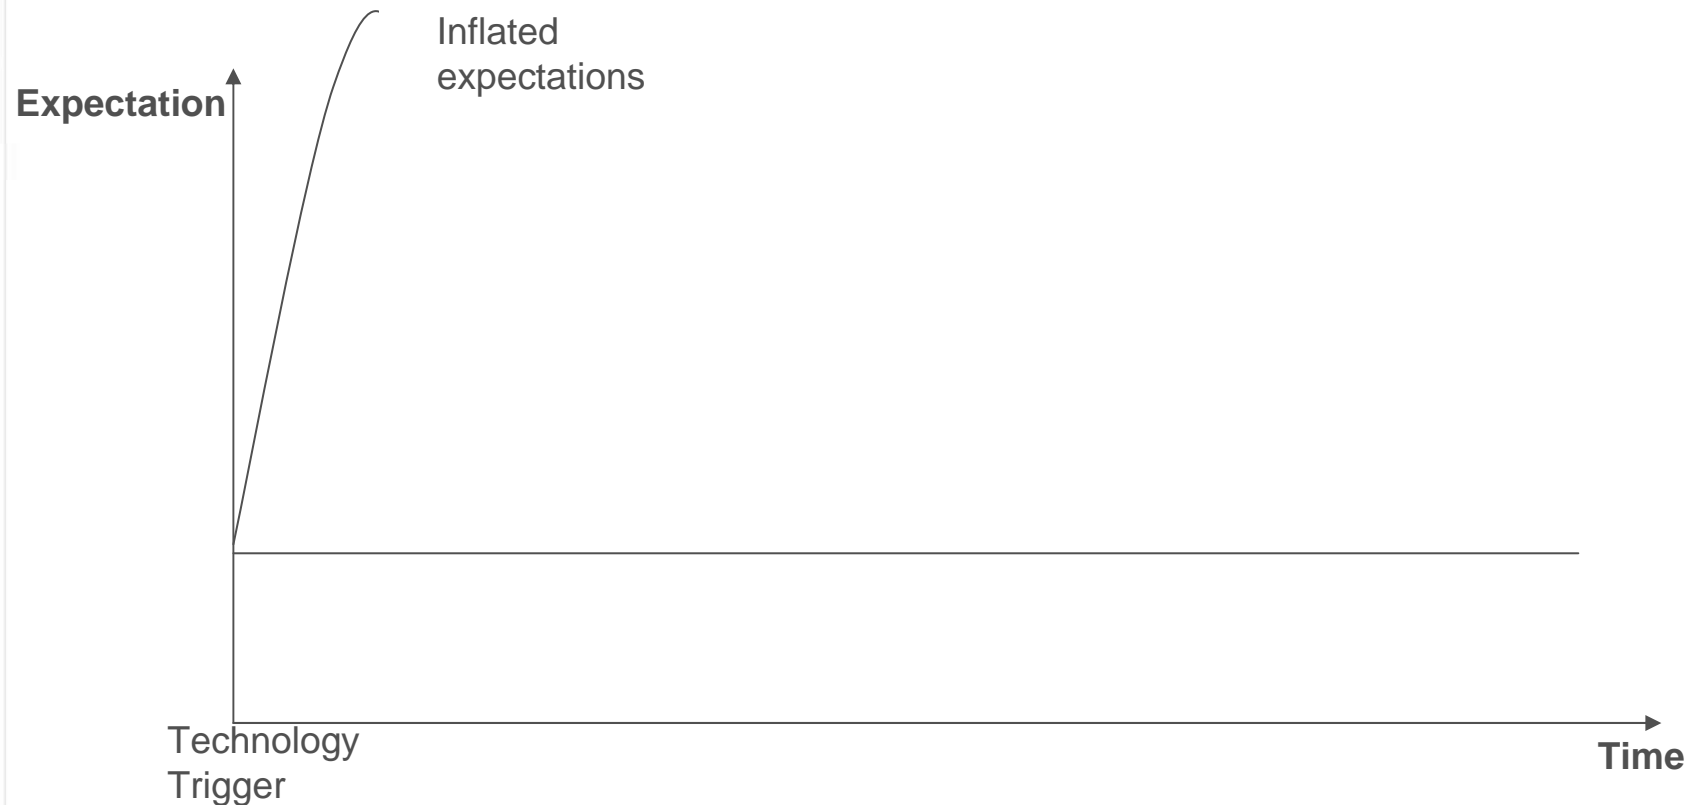 Inflated
expectations
Expectation
Technology
Trigger
Time